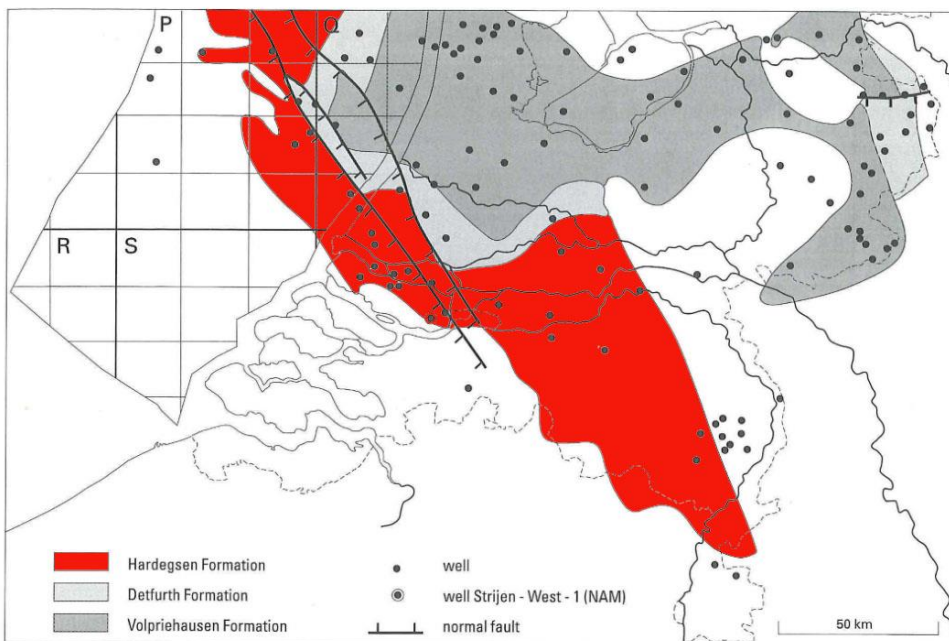 P
Q
R
S
Hardegsen Formation
Detfurth Formation
Volpriehausen Formation
well
well Strijen - West - 1 (NAM)
normal fault
50 km